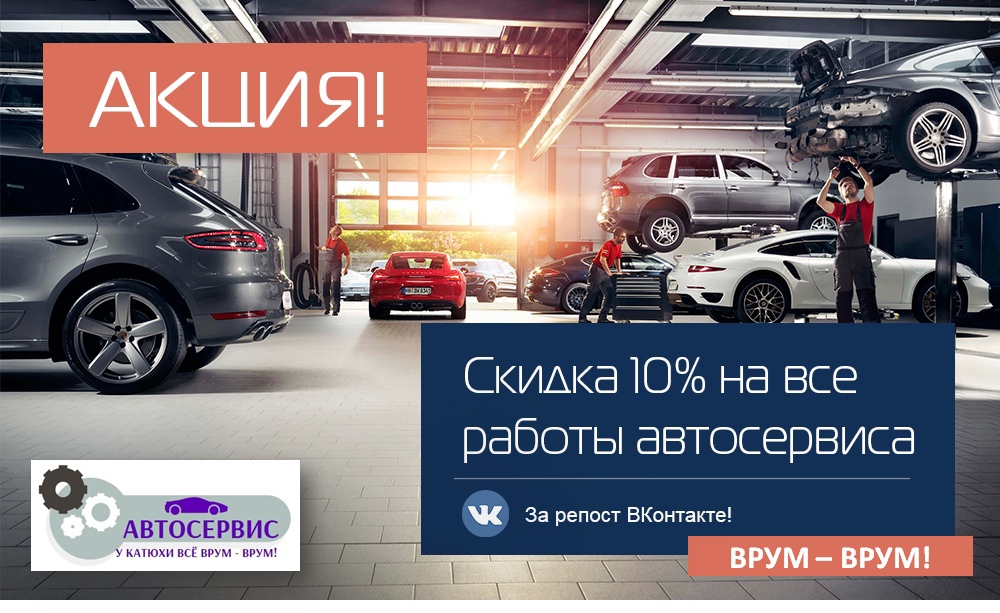 АКЦИЯ!
Скидка 10% на все
работы автосервиса
За репост ВКонтакте!
ВРУМ – ВРУМ!
АВТОСЕРВИС
У КАТЮХИ ВСЁ ВРУМ - ВРУМ!